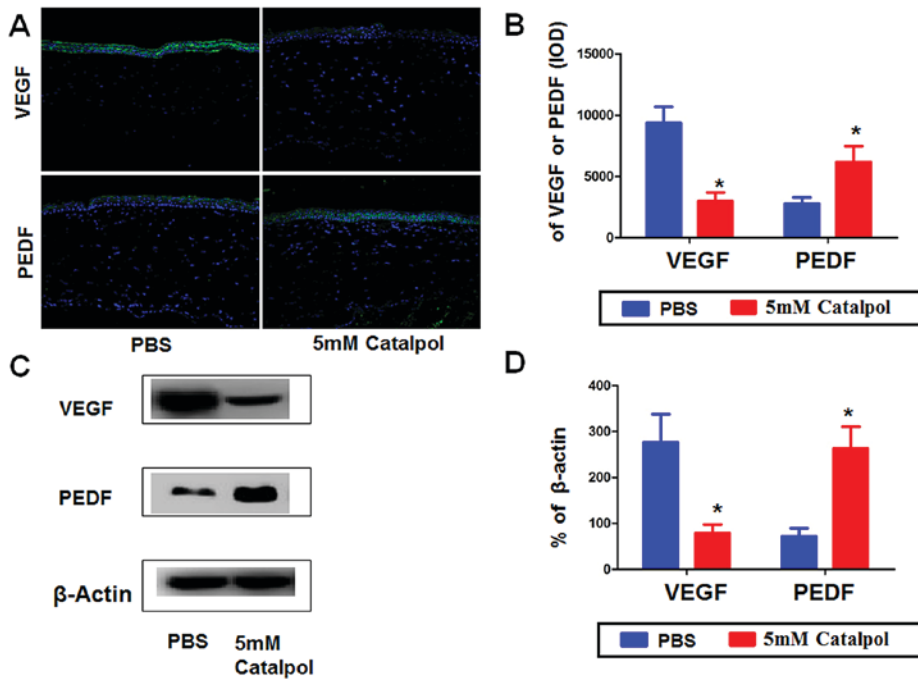 A
VEGF
PEDF
PBS
5mM Catalpol
B
of VEGF or PEDF (IOD)
15000
10000
5000
0
*
*
VEGF
PEDF
PBS
5mM Catalpol
C
VEGF
PEDF
β-Actin
PBS
5mM
Catalpol
D
% of β-actin
400
300
200
100
0
*
*
VEGF
PEDF
PBS
5mM Catalpol